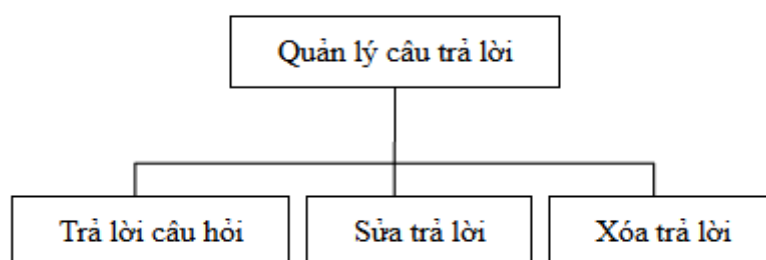 Quản lý câu trả lời
Trả lời câu hỏi
Sửa trả lời
Xóa trả lời